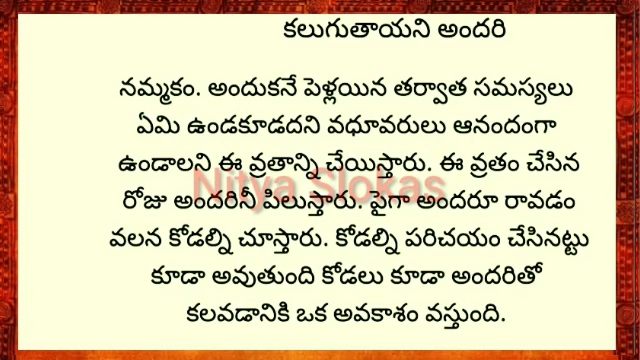 కలుగుతాయని అందరి
నమ్మకం. అందుకనే పెళ్లయిన తర్వాత సమస్యలు
ఏమి ఉండకూడదని వధూవరులు ఆనందంగా
ఉండాలని ఈ వ్రతాన్ని చేయిస్తారు. ఈ వ్రతం చేసిన
Nitya Slokas
రోజు అందరినీ పిలుస్తారు. పైగా అందరూ రావడం
వలన కోడల్ని చూస్తారు. కోడల్ని పరిచయం చేసినట్టు
కూడా అవుతుంది కోడలు కూడా అందరితో
కలవడానికి ఒక అవకాశం వస్తుంది.